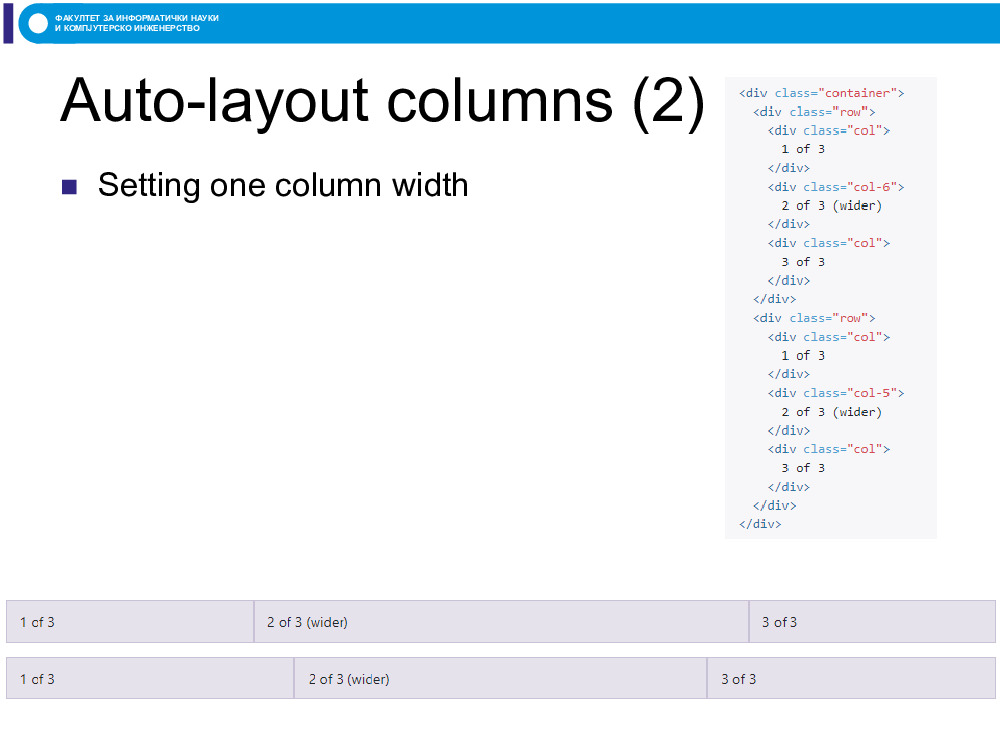 ФАКУЛТЕТ ЗА ИНФОРМАТИЧКИ НАУКИ
И КОМПЈУТЕРСКО ИНЖЕНЕРСТВО
Auto-layout columns (2)
Setting one column width
<div class="container">
<div class="row">
<div class="col">
1 of 3
</div>
<div class="col-6">
2 of 3 (wider)
</div>
<div class="col">
3 of 3
</div>
</div>
<div class="row">
<div class="col">
1 of 3
</div>
<div class="col-5">
2 of 3 (wider)
</div>
<div class="col">
3 of 3
</div>
</div>
</div>
1 of 3 2 of 3 (wider) 3 of 3
1 of 3 2 of 3 (wider) 3 of 3